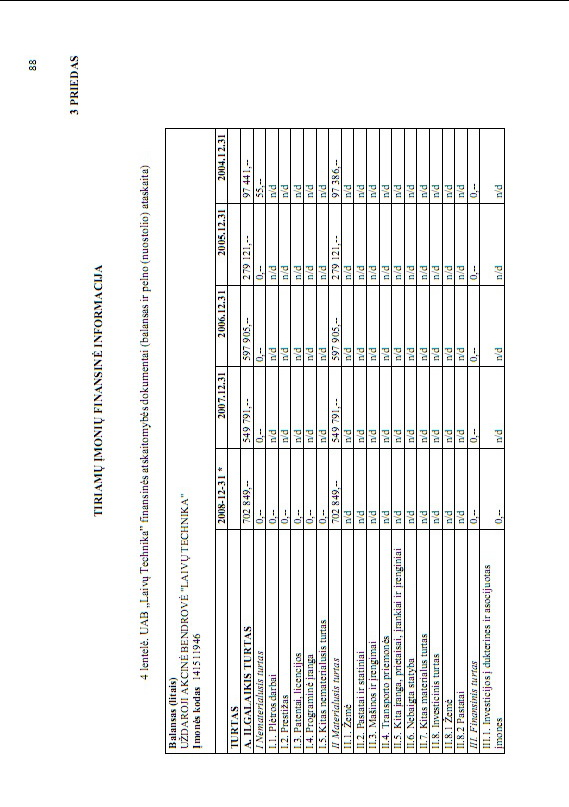 88
3 PRIEDAS
TIRIAMŲ ĮMONIŲ FINANSINĖ INFORMACIJA
4 lentelė. UAB „Laivų Technika" finansinės atskaitomybės dokumentai (balansas ir pelno (nuostolio) ataskaita)
Balansas (litais)
UŽDAROJI AKCINĖ BENDROVĖ "LAIVŲ TECHNIKA"
Įmonės kodas 141511946
2008-12-31 * 2007.12.31 2006.12.31 2005.12.31 2004.12.31
TURTAS
A. ILGALAIKIS TURTAS 702 849,-- 549 791,-- 597 905,-- 279 121,-- 97 441,--
I Nematerialusis turtas 0,-- 0,-- 0,-- 0,-- 55,--
I.1. Plėtros darbai 0,-- n/d n/d n/d n/d
I.2. Prestižas 0,-- n/d n/d n/d n/d
I.3. Patentai, licencijos 0,-- n/d n/d n/d n/d
I.4. Programinė įranga 0,-- n/d n/d n/d n/d
I.5. Kitas nematerialusis turtas 0,-- n/d n/d n/d n/d
II Materialusis turtas 702 849,-- 549 791,-- 597 905,-- 279 121,-- 97 386,--
II.1. Žemė n/d n/d n/d n/d n/d
II.2. Pastatai ir statiniai n/d n/d n/d n/d n/d
II.3. Mašinos ir įrengimai n/d n/d n/d n/d n/d
II.4. Transporto priemonės n/d n/d n/d n/d n/d
II.5. Kita įranga, prietaisai, įrankiai ir įrenginiai n/d n/d n/d n/d n/d
II.6. Nebaigta statyba n/d n/d n/d n/d n/d
II.7. Kitas materialus turtas n/d n/d n/d n/d n/d
II.8. Investicinis turtas n/d n/d n/d n/d n/d
II.8.1 Žemė n/d n/d n/d n/d n/d
II.8.2 Pastatai n/d n/d n/d n/d n/d
III. Finansinis turtas 0,-- 0,-- 0,-- 0,-- 0,--
III.1. Investicijos į dukterines ir asocijuotas
įmones 0,-- n/d n/d n/d n/d